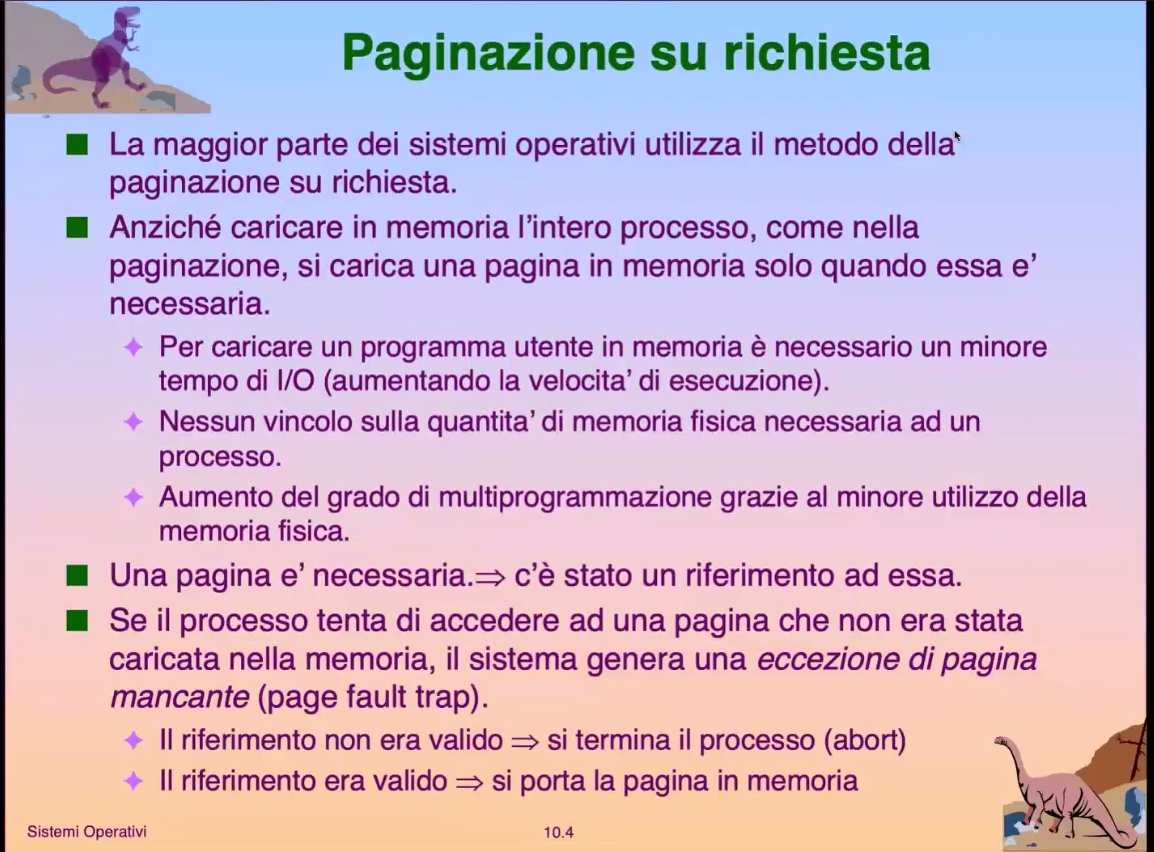 Paginazione su richiesta
La maggior parte dei sistemi operativi utilizza il metodo della
paginazione su richiesta.
Anziché caricare in memoria l'intero processo, come nella
paginazione, si carica una pagina in memoria solo quando essa e'
necessaria.
Per caricare un programma utente in memoria è necessario un minore
tempo di I/O (aumentando la velocita' di esecuzione).
Nessun vincolo sulla quantita' di memoria fisica necessaria ad un
processo.
Aumento del grado di multiprogrammazione grazie al minore utilizzo della
memoria fisica.
Una pagina e' necessaria.⇒ c'è stato un riferimento ad essa.
Se il processo tenta di accedere ad una pagina che non era stata
caricata nella memoria, il sistema genera una eccezione di pagina
mancante (page fault trap).
Il riferimento non era valido ⇒ si termina il processo (abort)
Il riferimento era valido ⇒ si porta la pagina in memoria
Sistemi Operativi
10.4